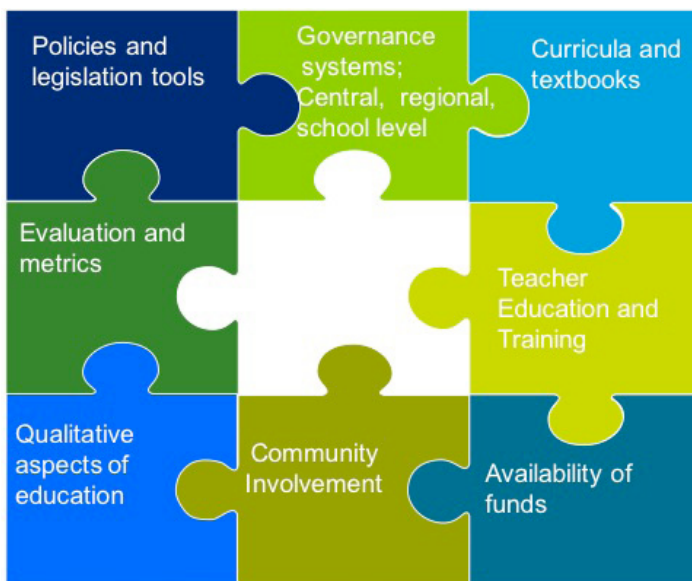 Policies and
legislation tools
Governance
systems;
Central, regional,
school level
Curricula and
textbooks
Evaluation and
metrics
Teacher
Education and
Training
Qualitative
aspects of
education
Community
Involvement
Availability of
funds